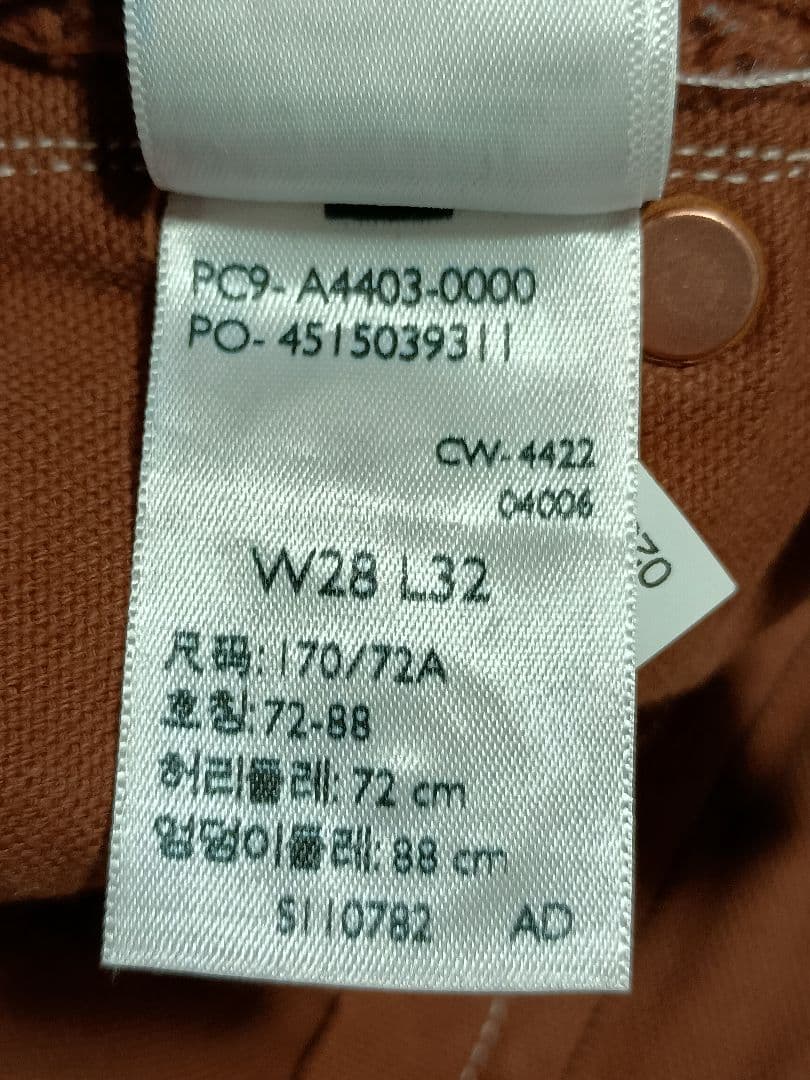 PC9- A4403-0000
PO- 4515039311
CW- 4422
04006
W28 L32
尺码: 170/72A
호칭: 72-88
허리둘레: 72 cm
엉덩이둘레: 88 cm
S110782 AD